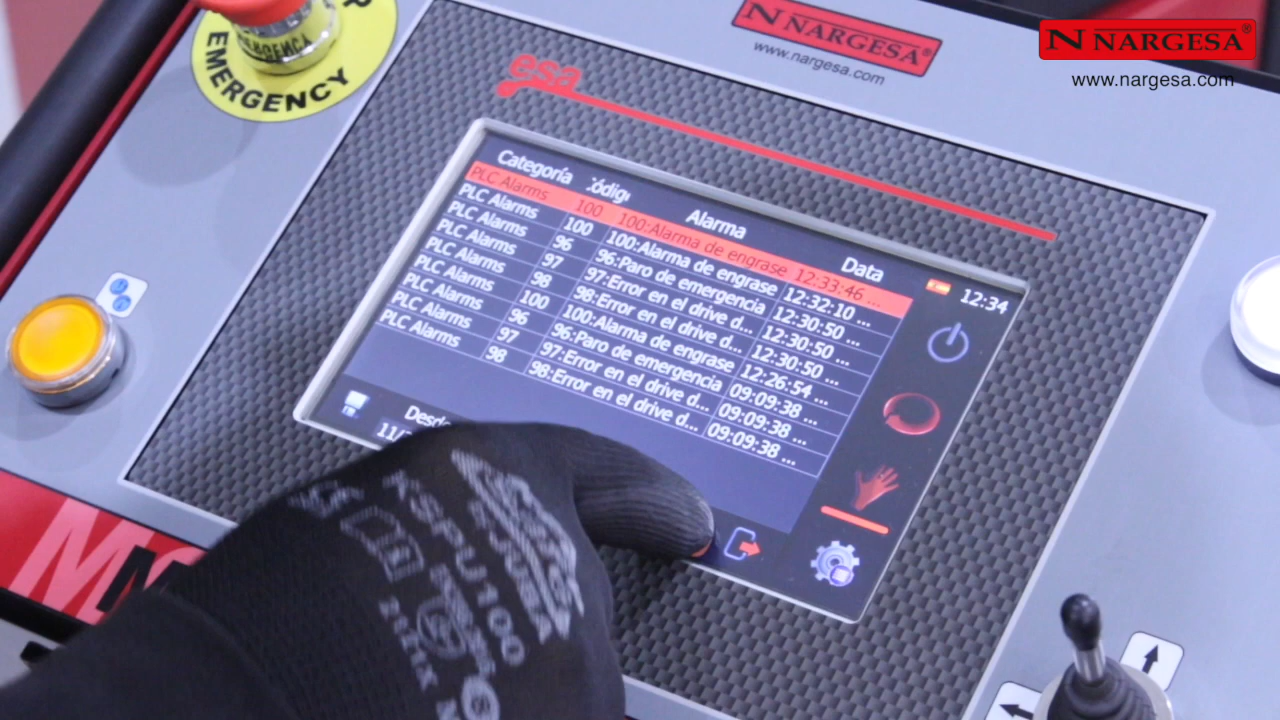 NARGESA®
www.nargesa.com
NARGESA®
www.nargesa.com
EMERGENCY
esa
Categoría ódig Alarma Data
12:34
PLC Alarms 100 100:Alarma de engrase 12:33:46 ...
PLC Alarms 100 100:Alarma de engrase 12:32:10 ...
PLC Alarms 96 96:Paro de emergencia 12:30:50 ...
PLC Alarms 97 97:Error en el drive d... 12:30:50 ...
PLC Alarms 98 98:Error en el drive d... 12:30:50 ...
PLC Alarms 100 100:Alarma de engrase 12:26:54 ...
PLC Alarms 96 96:Paro de emergencia 09:09:38 ...
PLC Alarms 97 97:Error en el drive d... 09:09:38 ...
PLC Alarms 98 98:Error en el drive d... 09:09:38 ...
Desde
11/
KSPU100